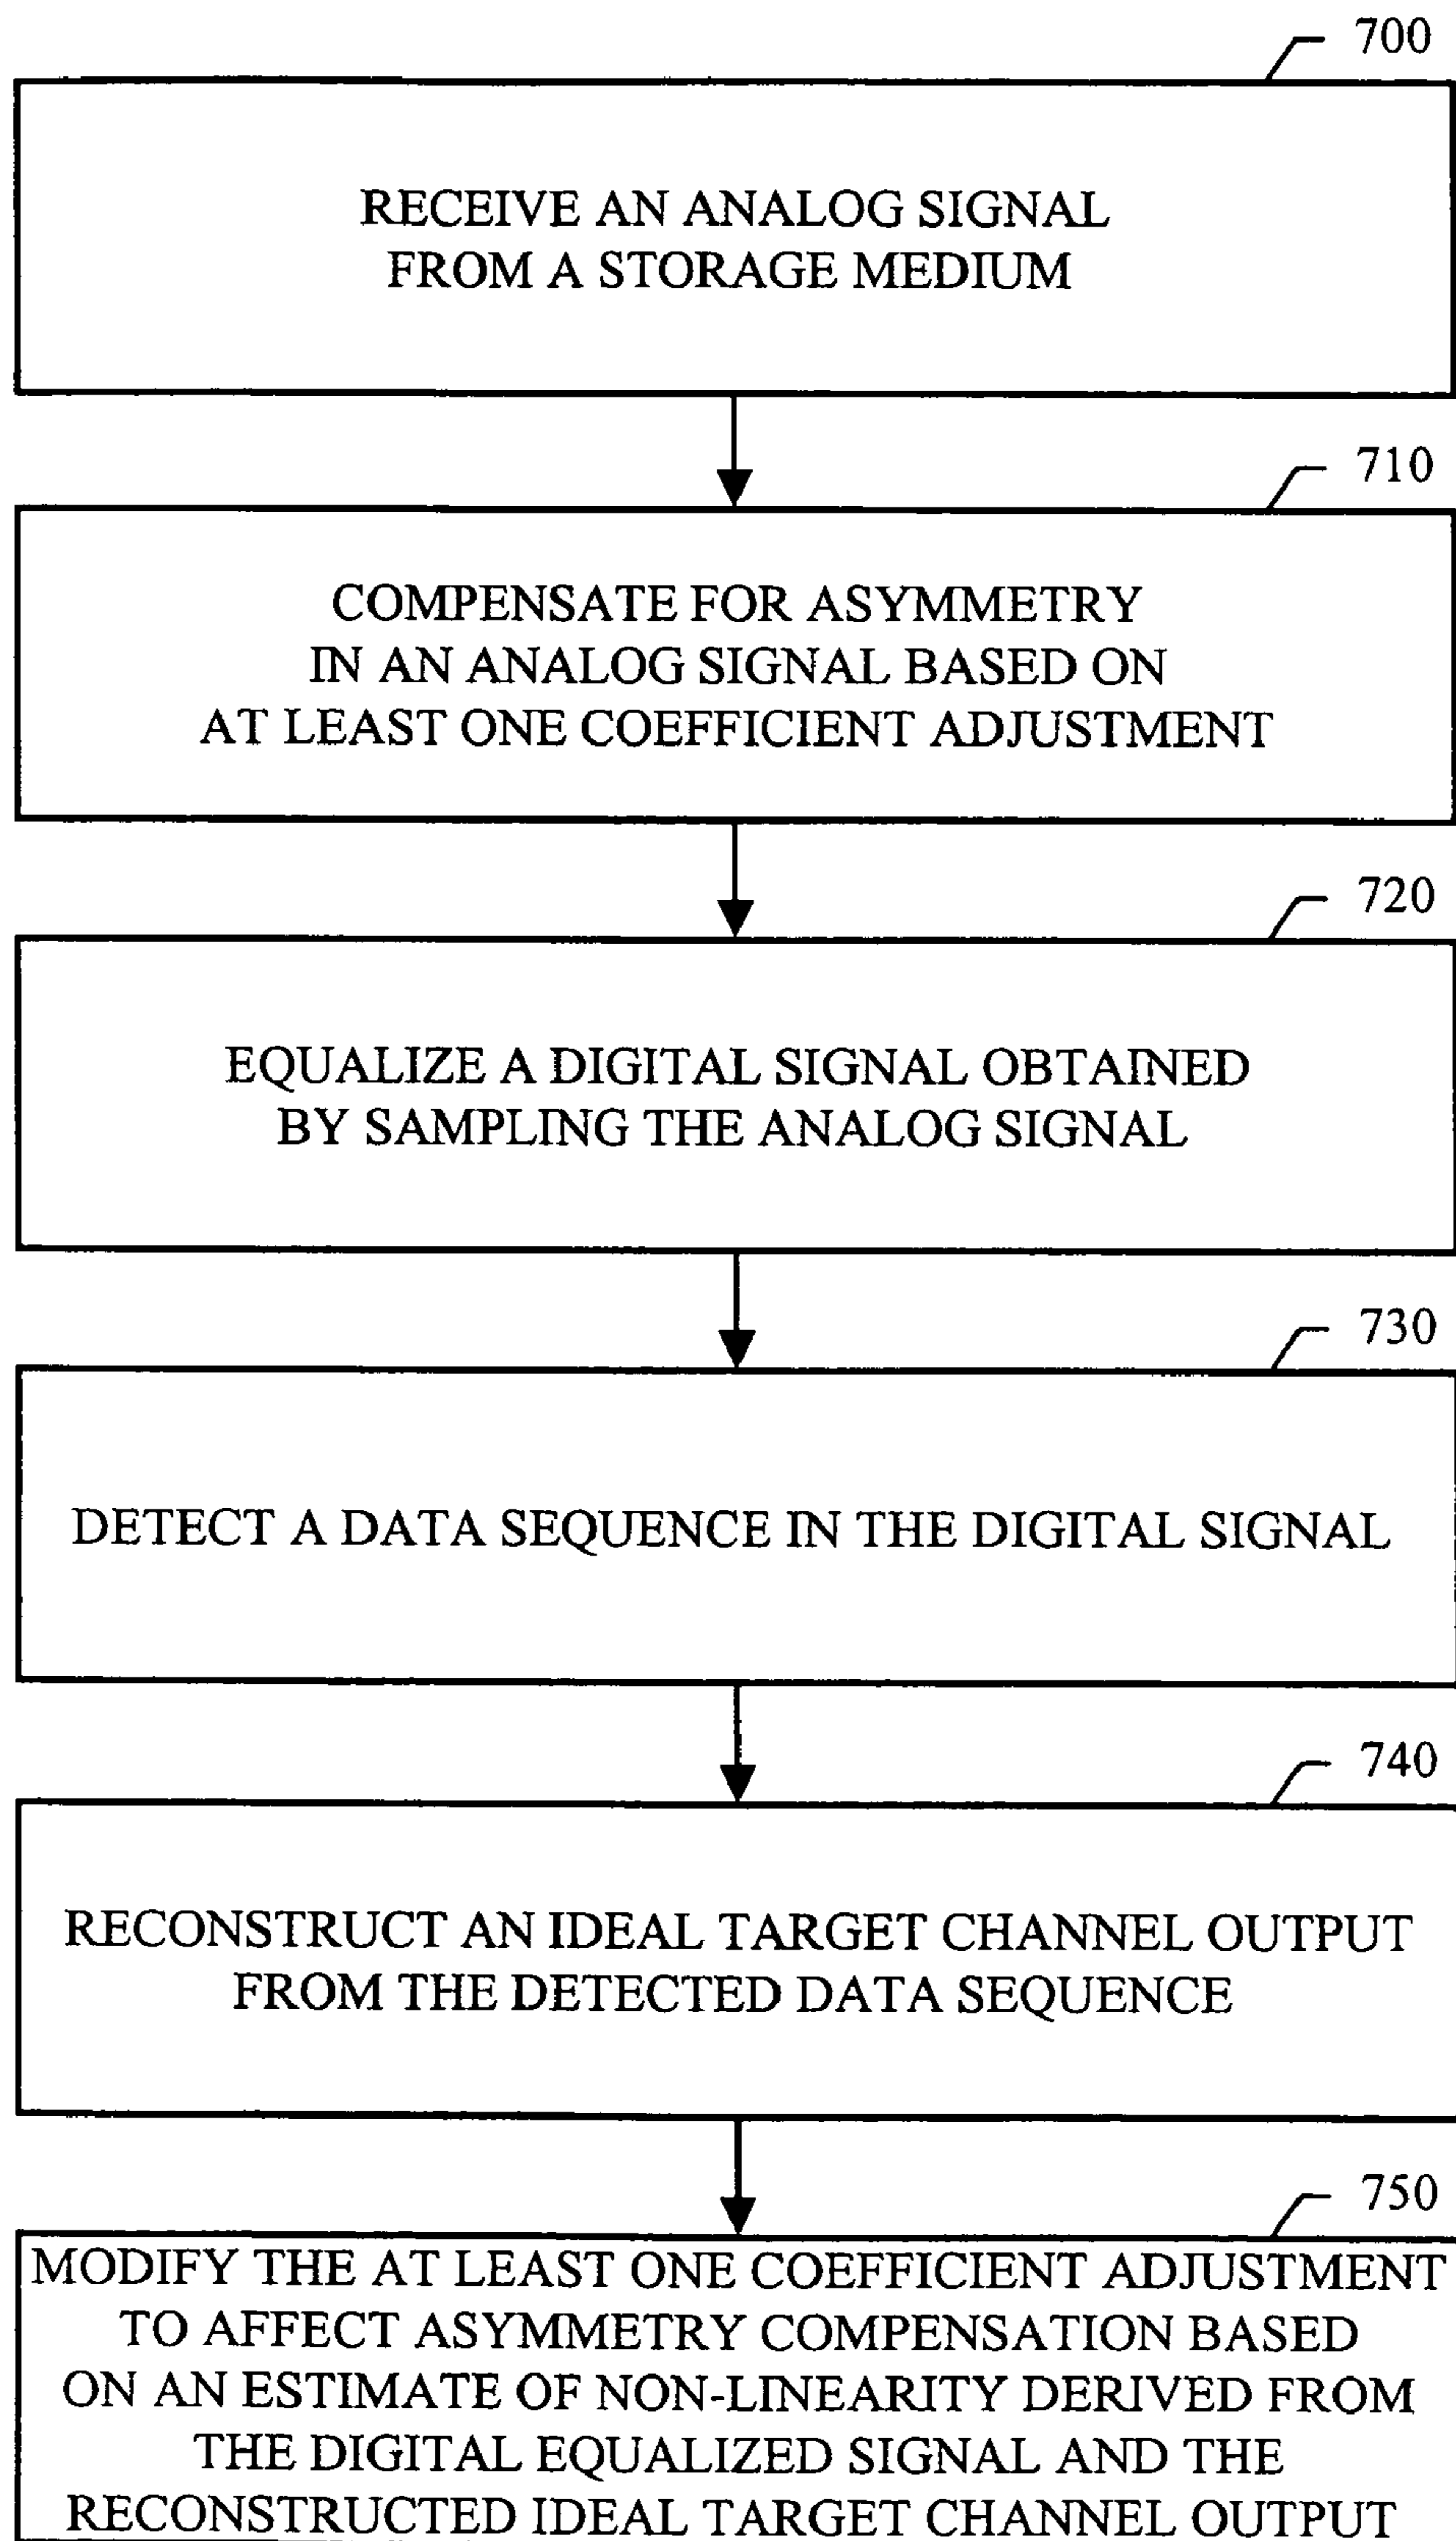 700
RECEIVE AN ANALOG SIGNAL
FROM A STORAGE MEDIUM
710
COMPENSATE FOR ASYMMETRY
IN AN ANALOG SIGNAL BASED ON
AT LEAST ONE COEFFICIENT ADJUSTMENT
720
EQUALIZE A DIGITAL SIGNAL OBTAINED
BY SAMPLING THE ANALOG SIGNAL
730
DETECT A DATA SEQUENCE IN THE DIGITAL SIGNAL
740
RECONSTRUCT AN IDEAL TARGET CHANNEL OUTPUT
FROM THE DETECTED DATA SEQUENCE
750
MODIFY THE AT LEAST ONE COEFFICIENT ADJUSTMENT
TO AFFECT ASYMMETRY COMPENSATION BASED
ON AN ESTIMATE OF NON-LINEARITY DERIVED FROM
THE DIGITAL EQUALIZED SIGNAL AND THE
RECONSTRUCTED IDEAL TARGET CHANNEL OUTPUT